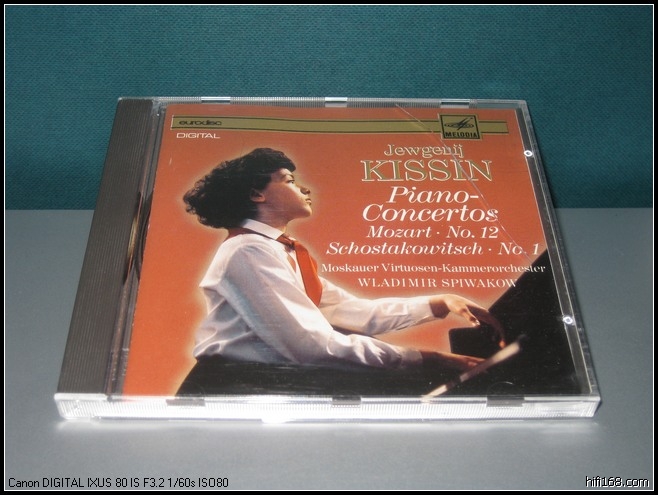 eurodisc
DIGITAL
MELODIA
Jewgenij
KISSIN
Piano-
Concertos
Mozart · No. 12
Schostakowitsch · No. 1
Moskauer Virtuosen-Kammerorchester
WLADIMIR SPIWAKOW
Canon DIGITAL IXUS 80 IS F3.2 1/60s ISO80
hifi168.com